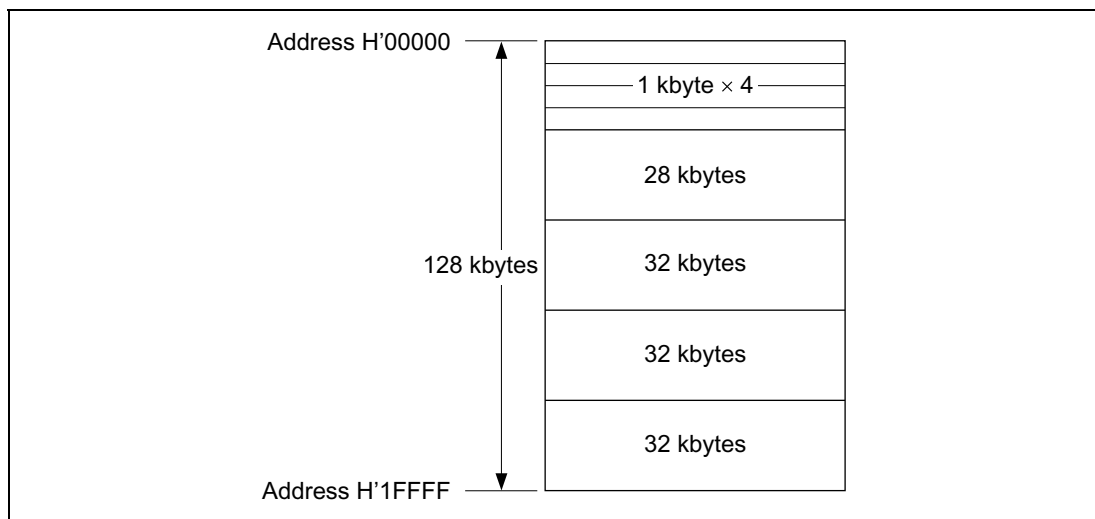 Address H’00000
1 kbyte × 4
28 kbytes
128 kbytes
32 kbytes
32 kbytes
32 kbytes
Address H’1FFFF